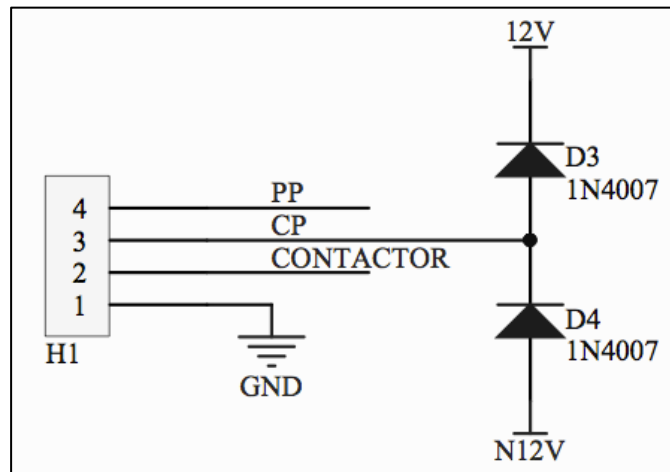 12V
D3
1N4007
4 PP
3 CP
2 CONTACTOR
1
H1
GND
D4
1N4007
N12V